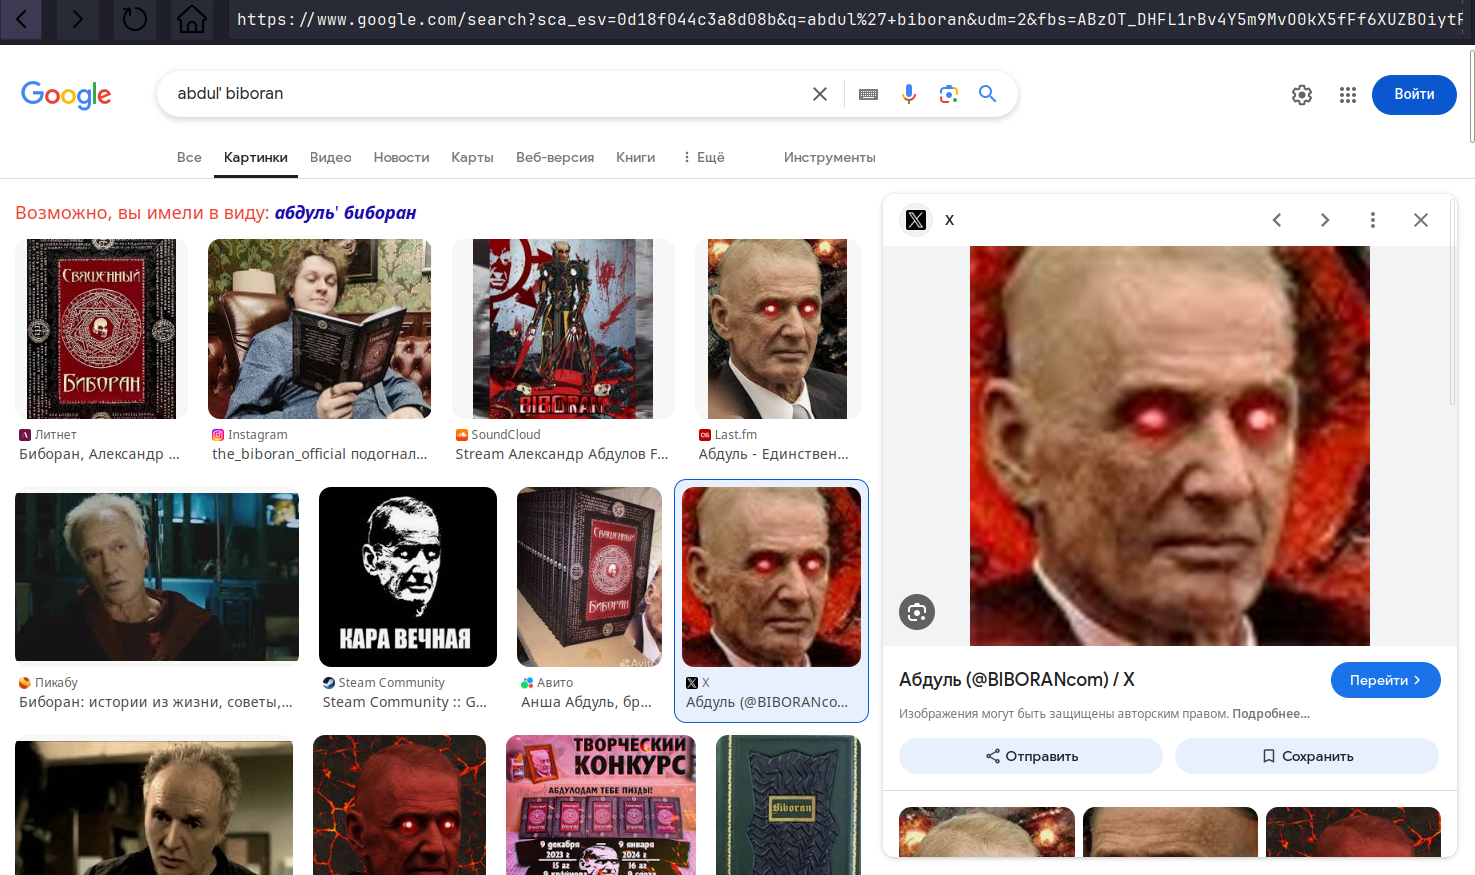 https://www.google.com/search?sca_esv=0d18f044c3a8d08b&q=abdul%27+biboran&udm=2&fbs=ABzOT_DHFL1rBv4Y5m9MvO0kX5fFf6XUZBOiytF
Google
abdul' biboran
Войти
Все Картинки Видео Новости Карты Веб-версия Книги Ещё Инструменты
Возможно, вы имели в виду: абдуль' биборан
СВЯЩЕННЫЙ
БИБОРАН
BIBORAN
Литнет
Биборан, Александр ...
Instagram
the_biboran_official подогнал...
SoundCloud
Stream Александр Абдулов F...
Last.fm
Абдуль - Единствен...
КАРА ВЕЧНАЯ
СВЯЩЕННЫЙ
БИБОРАН
Avito
Пикабу
Биборан: истории из жизни, советы,...
Steam Community
Steam Community :: G...
Авито
Анша Абдуль, бр...
X
Абдуль (@BIBORANco...
ТВОРЧЕСКИЙ
КОНКУРС
АБДУЛОДАМ ТЕБЕ ПИЗДЫ!
9 декабря
2023 г
15 аг
9 января
2024 г
16 аг
Biboran
X
Абдуль (@BIBORANcom) / X
Перейти
Изображения могут быть защищены авторским правом. Подробнее...
Отправить
Сохранить